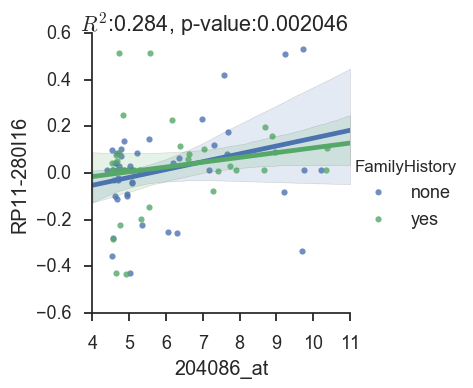 R²:0.284, p-value:0.002046
0.6
0.4
0.2
0.0
−0.2
−0.4
−0.6
RP11-280I16
4 5 6 7 8 9 10 11
204086_at
FamilyHistory
none
yes